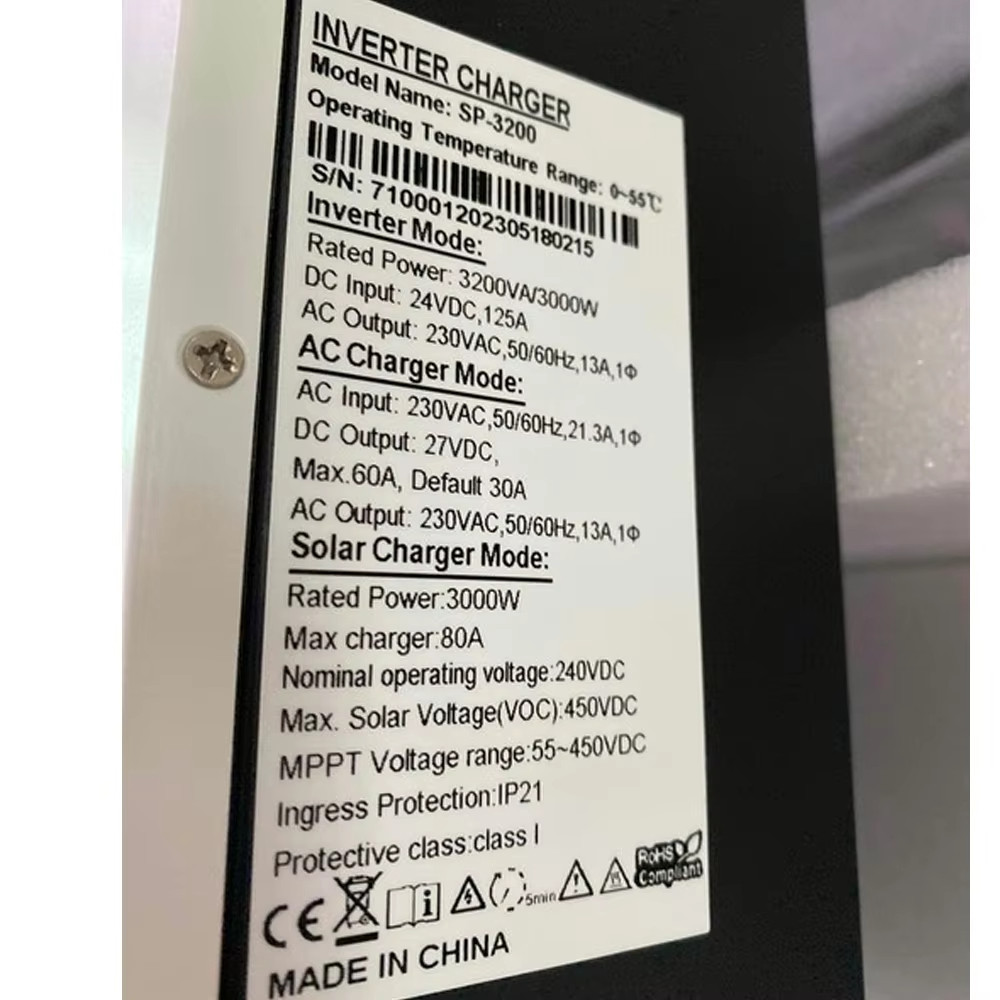 INVERTER CHARGER
Model Name: SP-3200
Operating Temperature Range: 0~55℃
S/N: 710001202305180215
Inverter Mode:
Rated Power: 3200VA/3000W
DC Input: 24VDC,125A
AC Output: 230VAC,50/60Hz,13A,1Φ
AC Charger Mode:
AC Input: 230VAC,50/60Hz,21.3A,1Φ
DC Output: 27VDC,
Max.60A, Default 30A
AC Output: 230VAC,50/60Hz,13A,1Φ
Solar Charger Mode:
Rated Power:3000W
Max charger:80A
Nominal operating voltage:240VDC
Max. Solar Voltage(VOC):450VDC
MPPT Voltage range:55~450VDC
Ingress Protection:IP21
Protective class:class I
CE i 5min RoHS Compliant
MADE IN CHINA